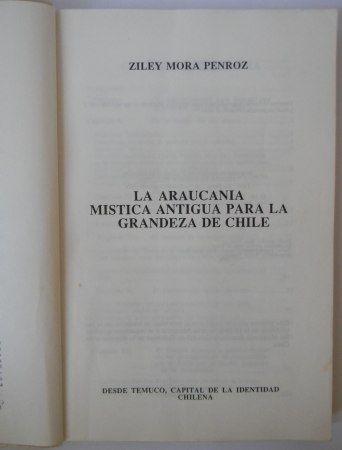 ZILEY MORA PENROZ
LA ARAUCANIA
MISTICA ANTIGUA PARA LA
GRANDEZA DE CHILE
DESDE TEMUCO, CAPITAL DE LA IDENTIDAD
CHILENA